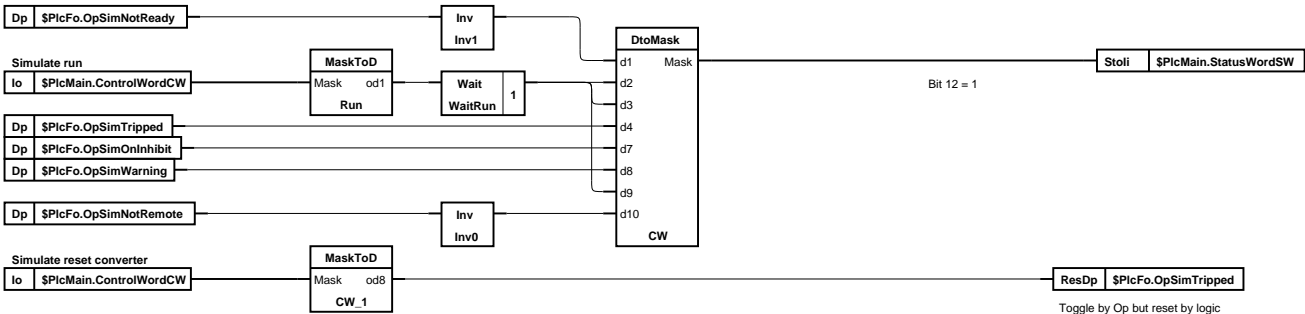 Dp $PlcFo.OpSimNotReady
Inv
Inv1
DtoMask
d1 Mask
Stoli $PlcMain.StatusWordSW
Simulate run
Io $PlcMain.ControlWordCW
MaskToD
Mask od1
Run
Wait 1
WaitRun
d2
d3
Bit 12 = 1
Dp $PlcFo.OpSimTripped
d4
Dp $PlcFo.OpSimOnInhibit
d7
Dp $PlcFo.OpSimWarning
d8
d9
Dp $PlcFo.OpSimNotRemote
Inv
Inv0
d10
CW
Simulate reset converter
Io $PlcMain.ControlWordCW
MaskToD
Mask od8
CW_1
ResDp $PlcFo.OpSimTripped
Toggle by Op but reset by logic